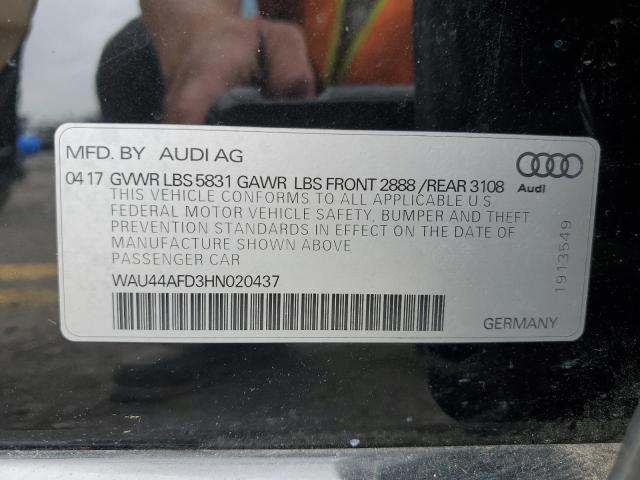 MFD. BY AUDI AG
04 17 GVWR LBS 5831 GAWR LBS FRONT 2888 / REAR 3108
Audi
THIS VEHICLE CONFORMS TO ALL APPLICABLE U S
FEDERAL MOTOR VEHICLE SAFETY, BUMPER AND THEFT
PREVENTION STANDARDS IN EFFECT ON THE DATE OF
MANUFACTURE SHOWN ABOVE
PASSENGER CAR
WAU44AFD3HN020437
GERMANY
1913549